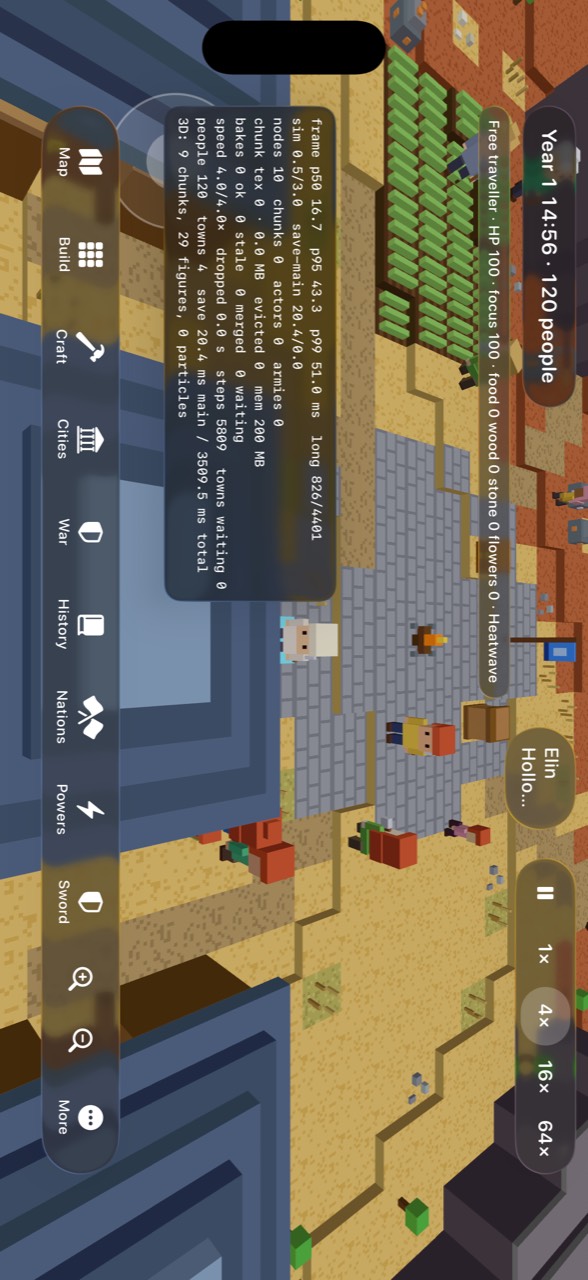 Year 1 14:56 · 120 people
Free traveller · HP 100 · focus 100 · food 0 wood 0 stone 0 flowers 0 · Heatwave
Elin
Hollo...
1×
4×
16×
64×
frame p50 16.7 p95 43.3 p99 51.0 ms long 826/4401
sim 0.5/3.0 save-main 20.4/0.0
nodes 10 chunks 0 actors 0 armies 0
chunk tex 0 · 0.0 MB evicted 0 mem 200 MB
bakes 0 ok 0 stale 0 merged 0 waiting
speed 4.0/4.0× dropped 0.0 s steps 5809 towns waiting 0
people 120 towns 4 save 20.4 ms main / 3509.5 ms total
3D: 9 chunks, 29 figures, 0 particles
Map
Build
Craft
Cities
War
History
Nations
Powers
Sword
More